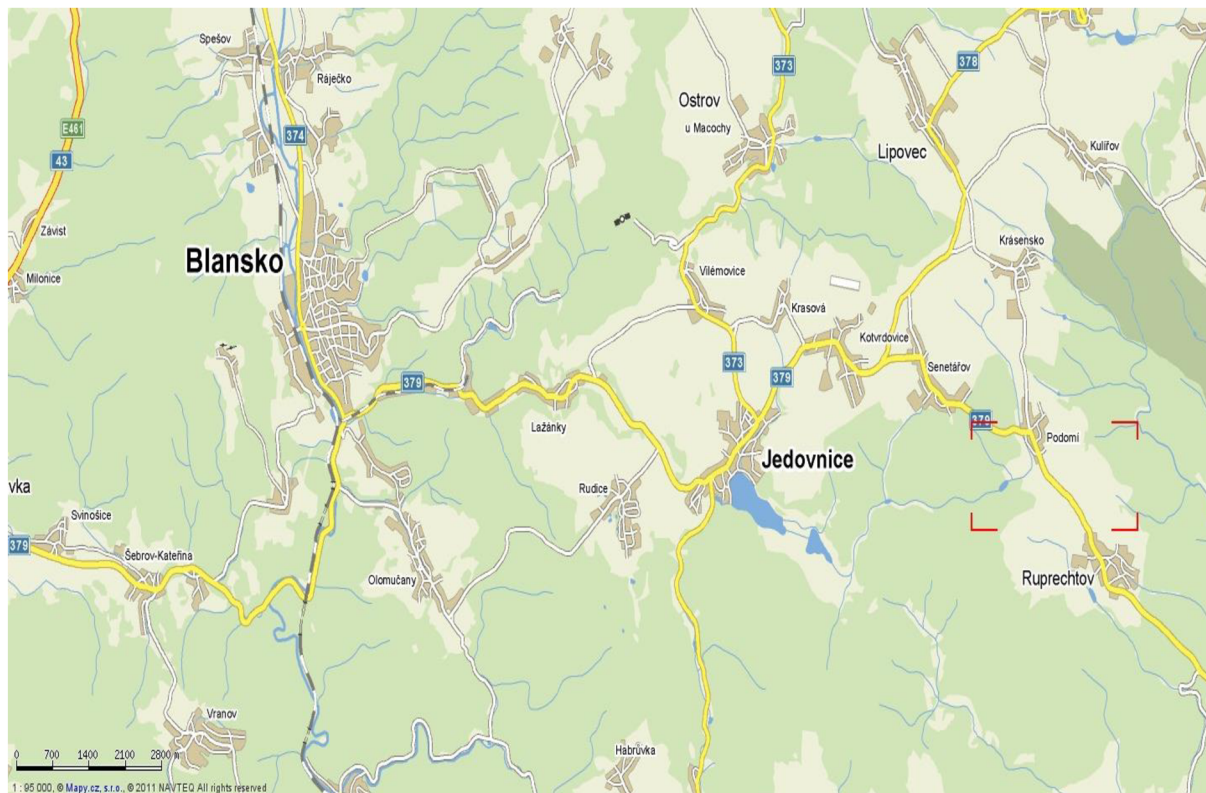 Spešov
Ráječko
373
378
Ostrov
u Macochy
E461
374
43
Lipovec
Kulířov
Závist
Blansko
Krásensko
Milonice
Vilémovice
Krasová
Kotvrdovice
373
379
Senetářov
379
379
Podomí
Lažánky
Jedovnice
vka
Rudice
Svinošice
379
Šebrov-Kateřina
Olomučany
Ruprechtov
Vranov
Habrůvka
0 700 1400 2100 2800 m
1 : 95 000, © Mapy.cz, s.r.o., © 2011 NAVTEQ All rights reserved